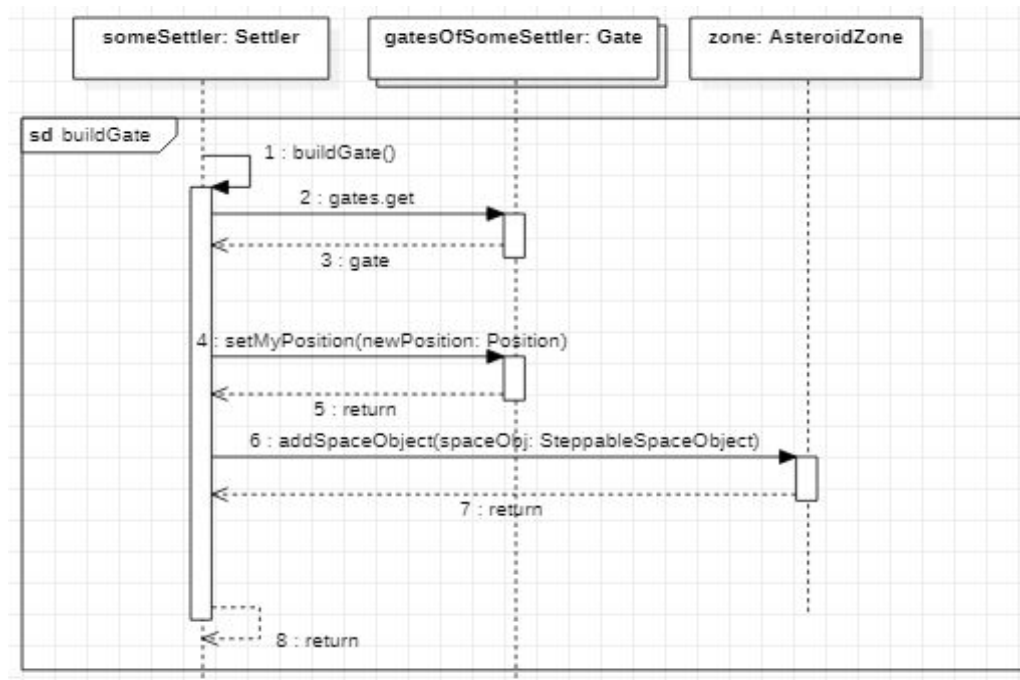 someSettler: Settler
gatesOfSomeSettler: Gate
zone: AsteroidZone
sd buildGate
1 : buildGate()
2 : gates.get
3 : gate
4 : setMyPosition(newPosition: Position)
5 : return
6 : addSpaceObject(spaceObj: SteppableSpaceObject)
7 : return
8 : return